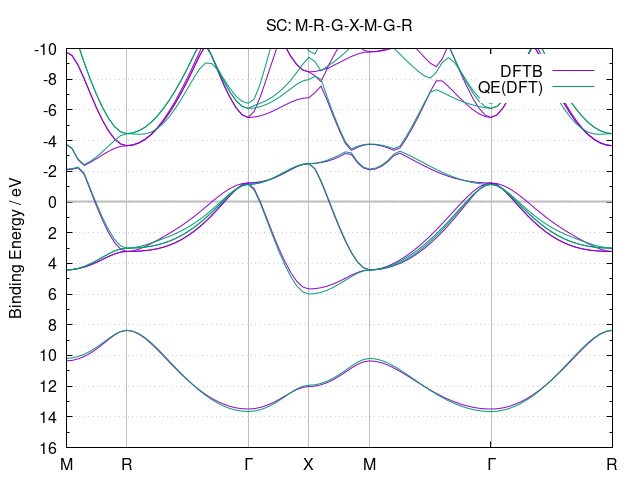 SC: M-R-G-X-M-G-R
-10
-8
-6
-4
-2
0
2
4
6
8
10
12
14
16
Binding Energy / eV
DFTB
QE(DFT)
M R Γ X M Γ R